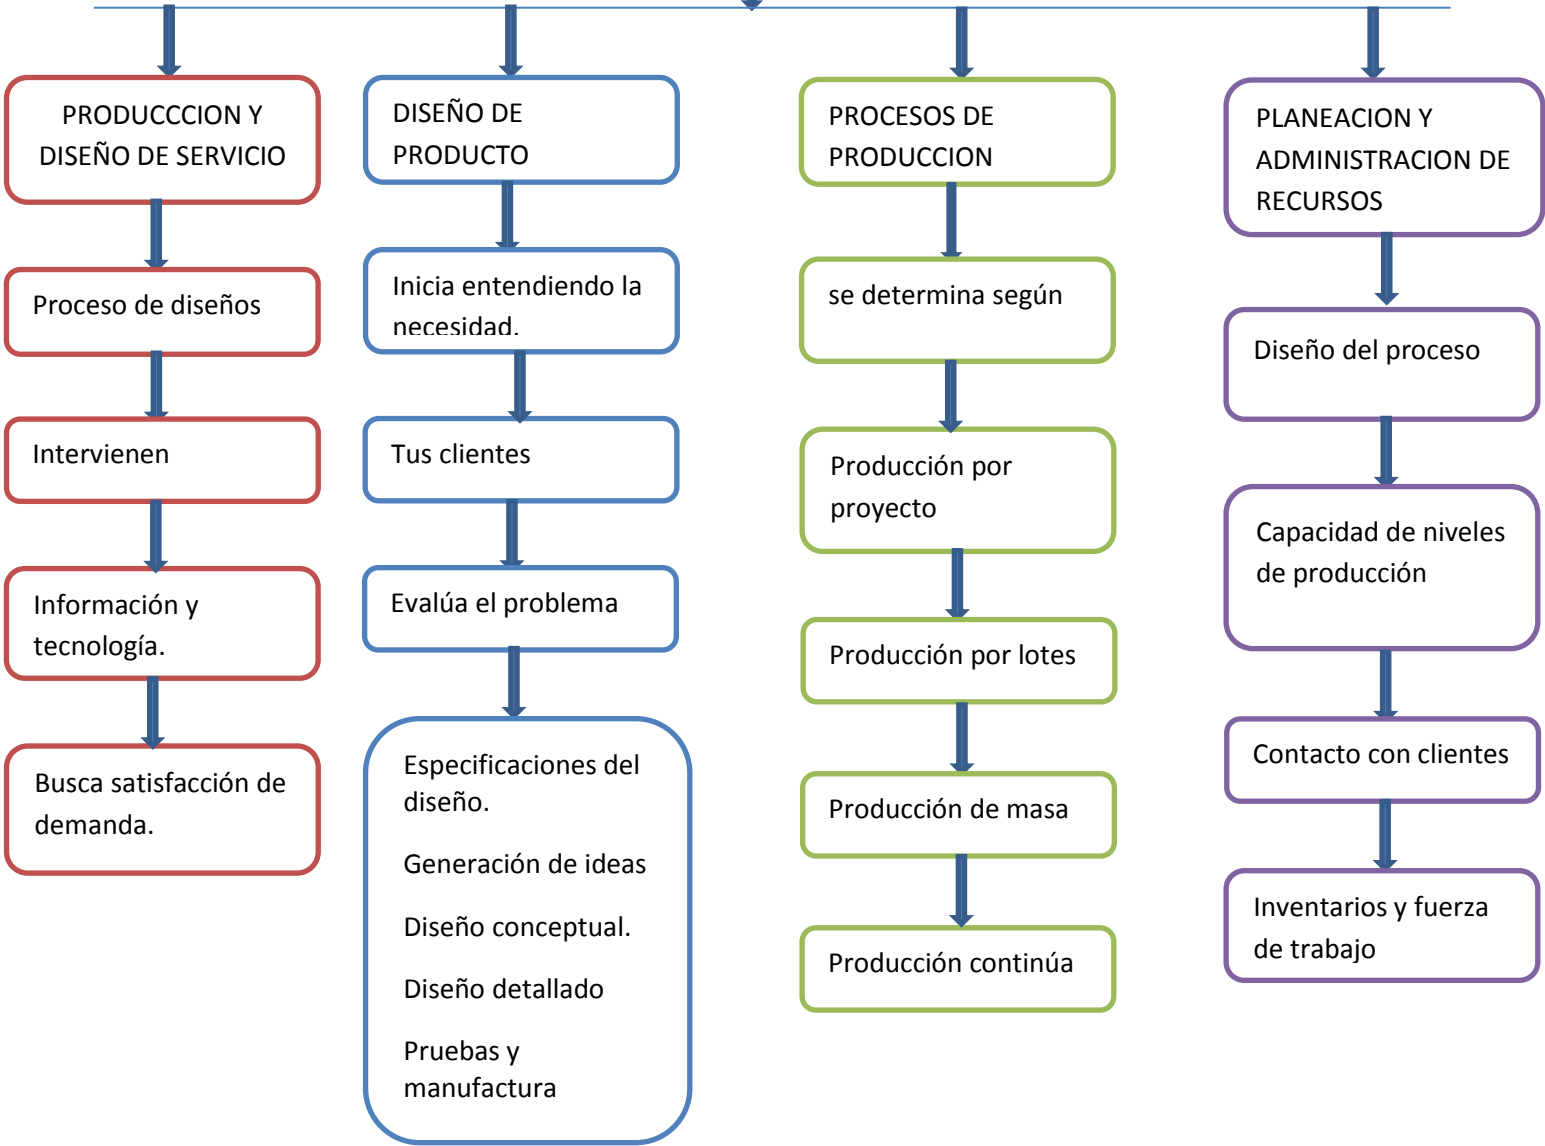 PRODUCCCION Y
DISEÑO DE SERVICIO
Proceso de diseños
Intervienen
Información y
tecnología.
Busca satisfacción de
demanda.
DISEÑO DE
PRODUCTO
Inicia entendiendo la
necesidad.
Tus clientes
Evalúa el problema
Especificaciones del
diseño.
Generación de ideas
Diseño conceptual.
Diseño detallado
Pruebas y
manufactura
PROCESOS DE
PRODUCCION
se determina según
Producción por
proyecto
Producción por lotes
Producción de masa
Producción continúa
PLANEACION Y
ADMINISTRACION DE
RECURSOS
Diseño del proceso
Capacidad de niveles
de producción
Contacto con clientes
Inventarios y fuerza
de trabajo